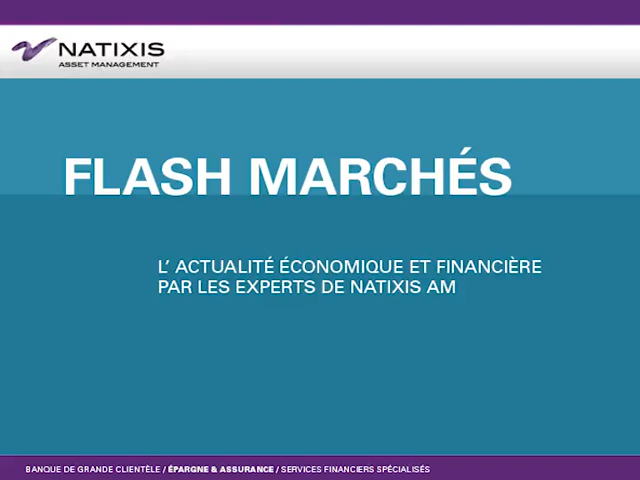 NATIXIS
ASSET MANAGEMENT
FLASH MARCHÉS
L’ ACTUALITÉ ÉCONOMIQUE ET FINANCIÈRE
PAR LES EXPERTS DE NATIXIS AM
BANQUE DE GRANDE CLIENTÈLE / ÉPARGNE & ASSURANCE / SERVICES FINANCIERS SPÉCIALISÉS